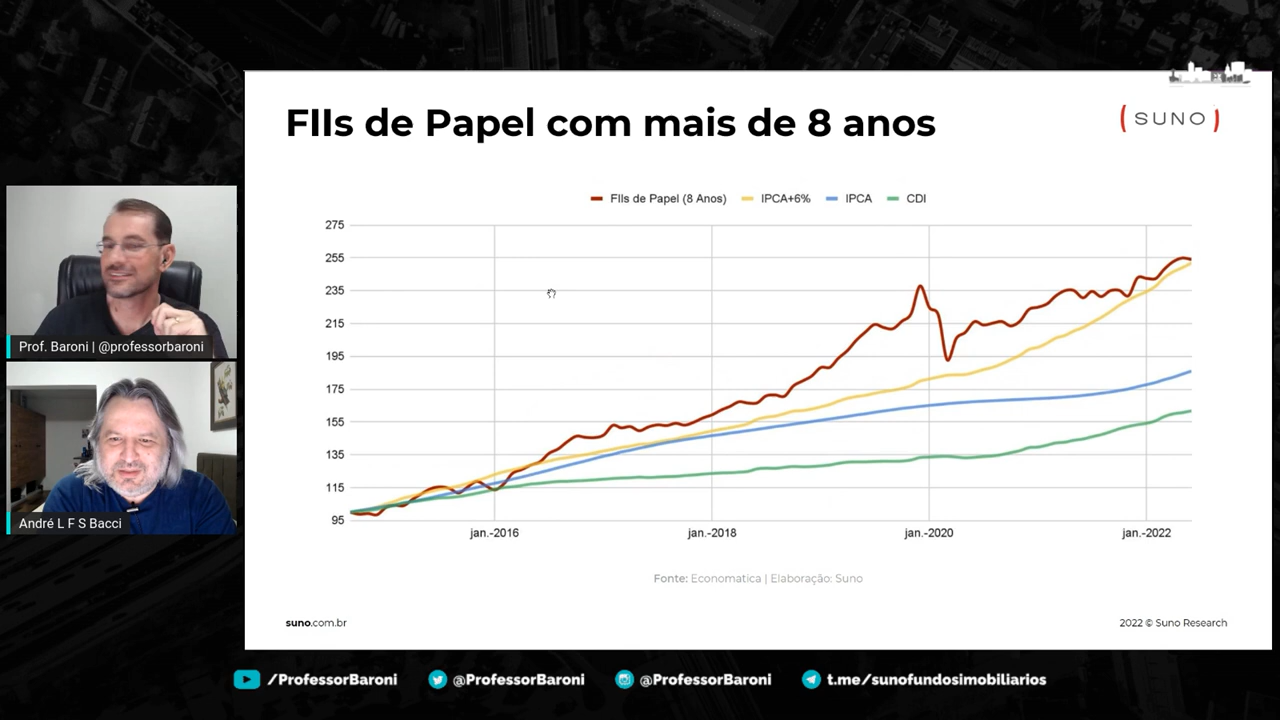 FIIs de Papel com mais de 8 anos
( SUNO )
FIIs de Papel (8 Anos) IPCA+6% IPCA CDI
275
255
235
215
195
175
155
135
115
95
jan.-2016 jan.-2018 jan.-2020 jan.-2022
Fonte: Economatica | Elaboração: Suno
suno.com.br 2022 © Suno Research
Prof. Baroni | @professorbaroni
André L F S Bacci
/ProfessorBaroni @ProfessorBaroni @ProfessorBaroni t.me/sunofundosimobiliarios